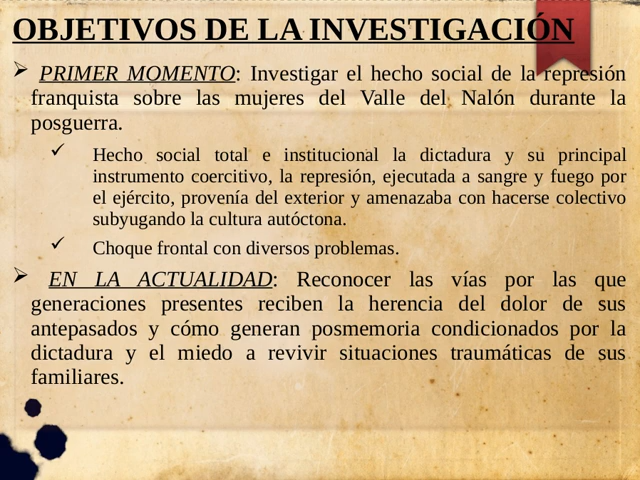 OBJETIVOS DE LA INVESTIGACIÓN
➢ PRIMER MOMENTO: Investigar el hecho social de la represión
franquista sobre las mujeres del Valle del Nalón durante la
posguerra.
✓ Hecho social total e institucional la dictadura y su principal
instrumento coercitivo, la represión, ejecutada a sangre y fuego por
el ejército, provenía del exterior y amenazaba con hacerse colectivo
subyugando la cultura autóctona.
✓ Choque frontal con diversos problemas.
➢ EN LA ACTUALIDAD: Reconocer las vías por las que
generaciones presentes reciben la herencia del dolor de sus
antepasados y cómo generan posmemoria condicionados por la
dictadura y el miedo a revivir situaciones traumáticas de sus
familiares.